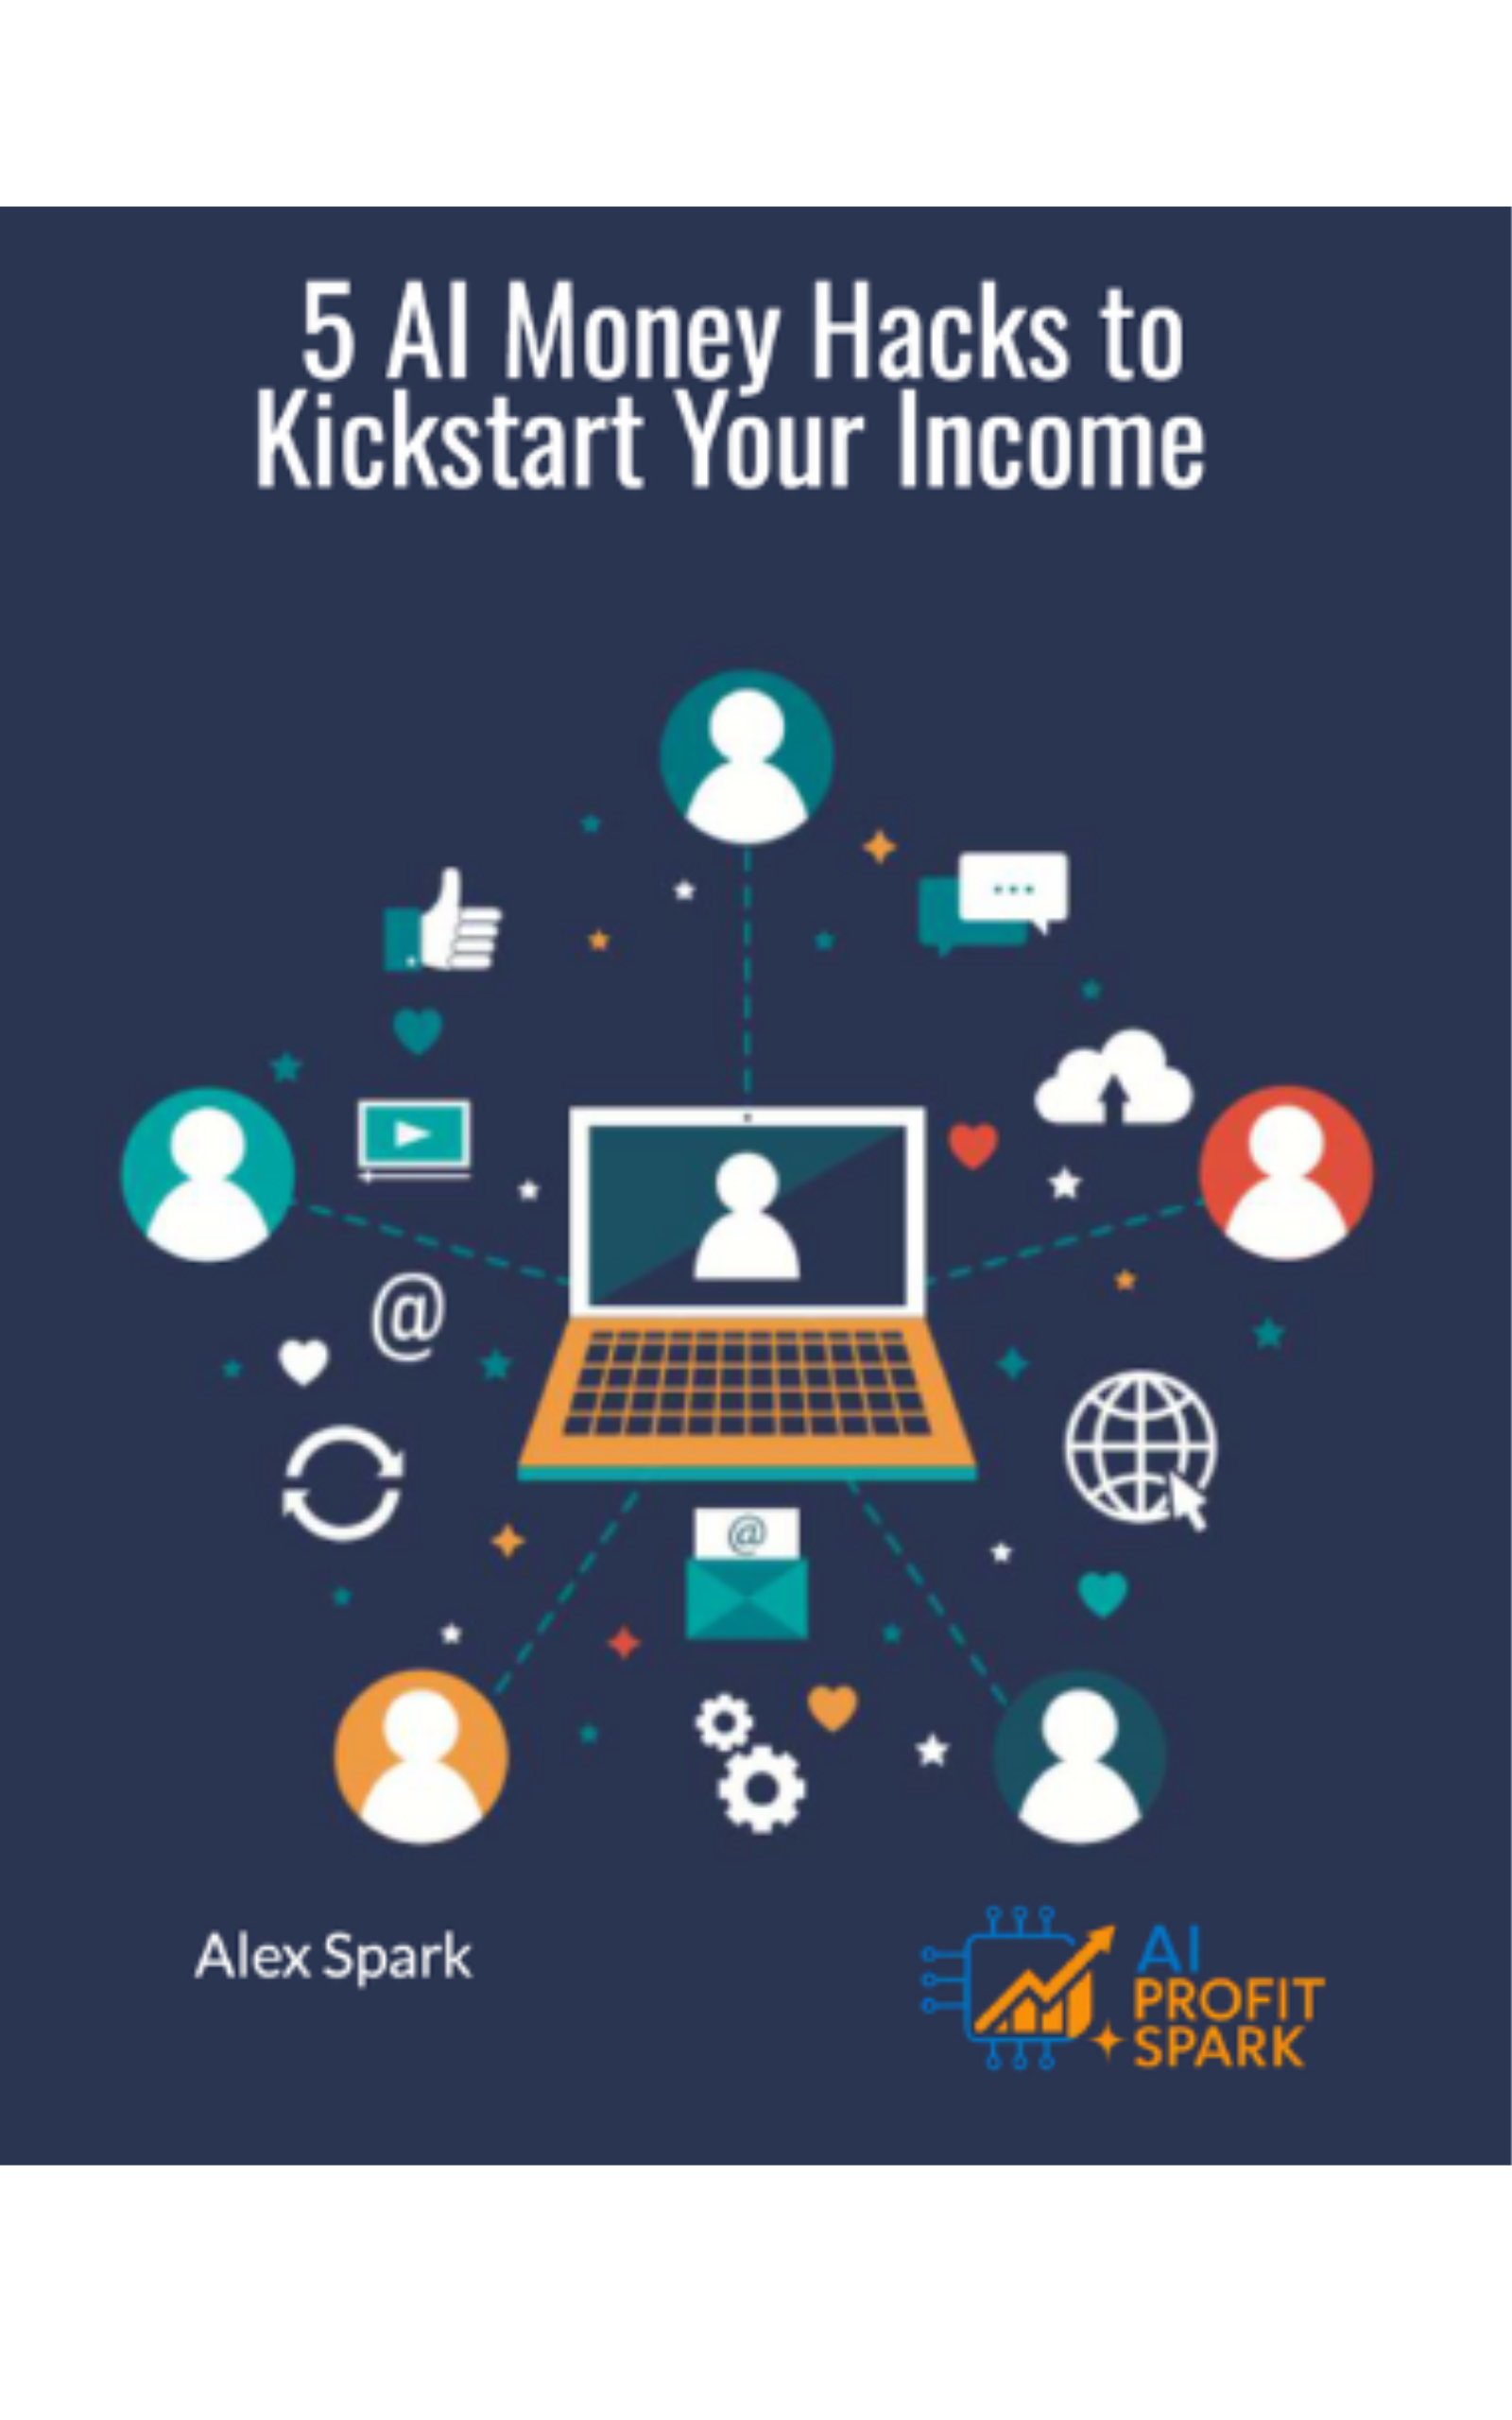 5 AI Money Hacks to
Kickstart Your Income
@
@
Alex Spark
AI
PROFIT
SPARK